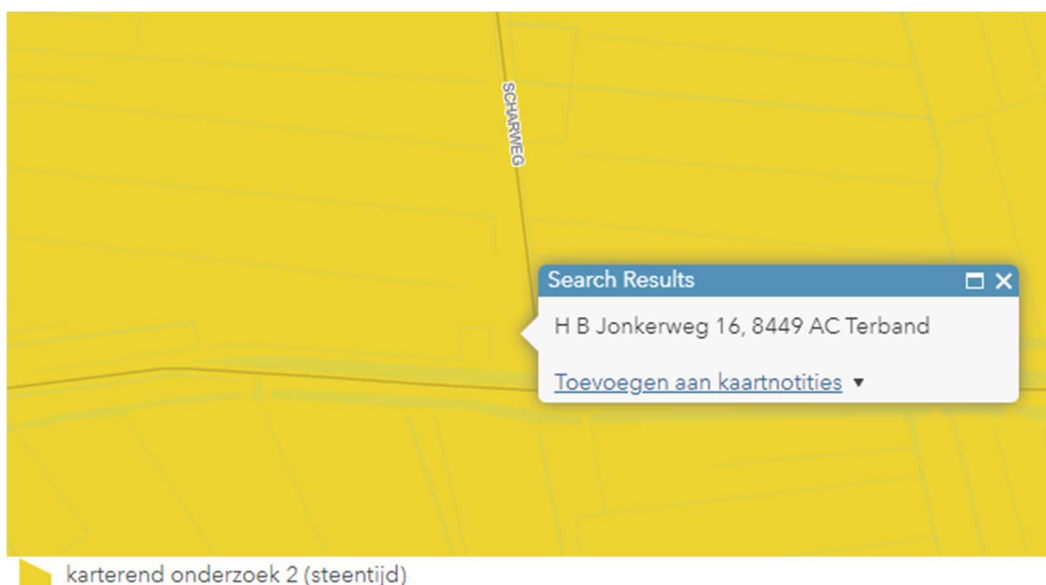 SCHARWEG
Search Results
H B Jonkerweg 16, 8449 AC Terband
Toevoegen aan kaartnotities
karterend onderzoek 2 (steentijd)